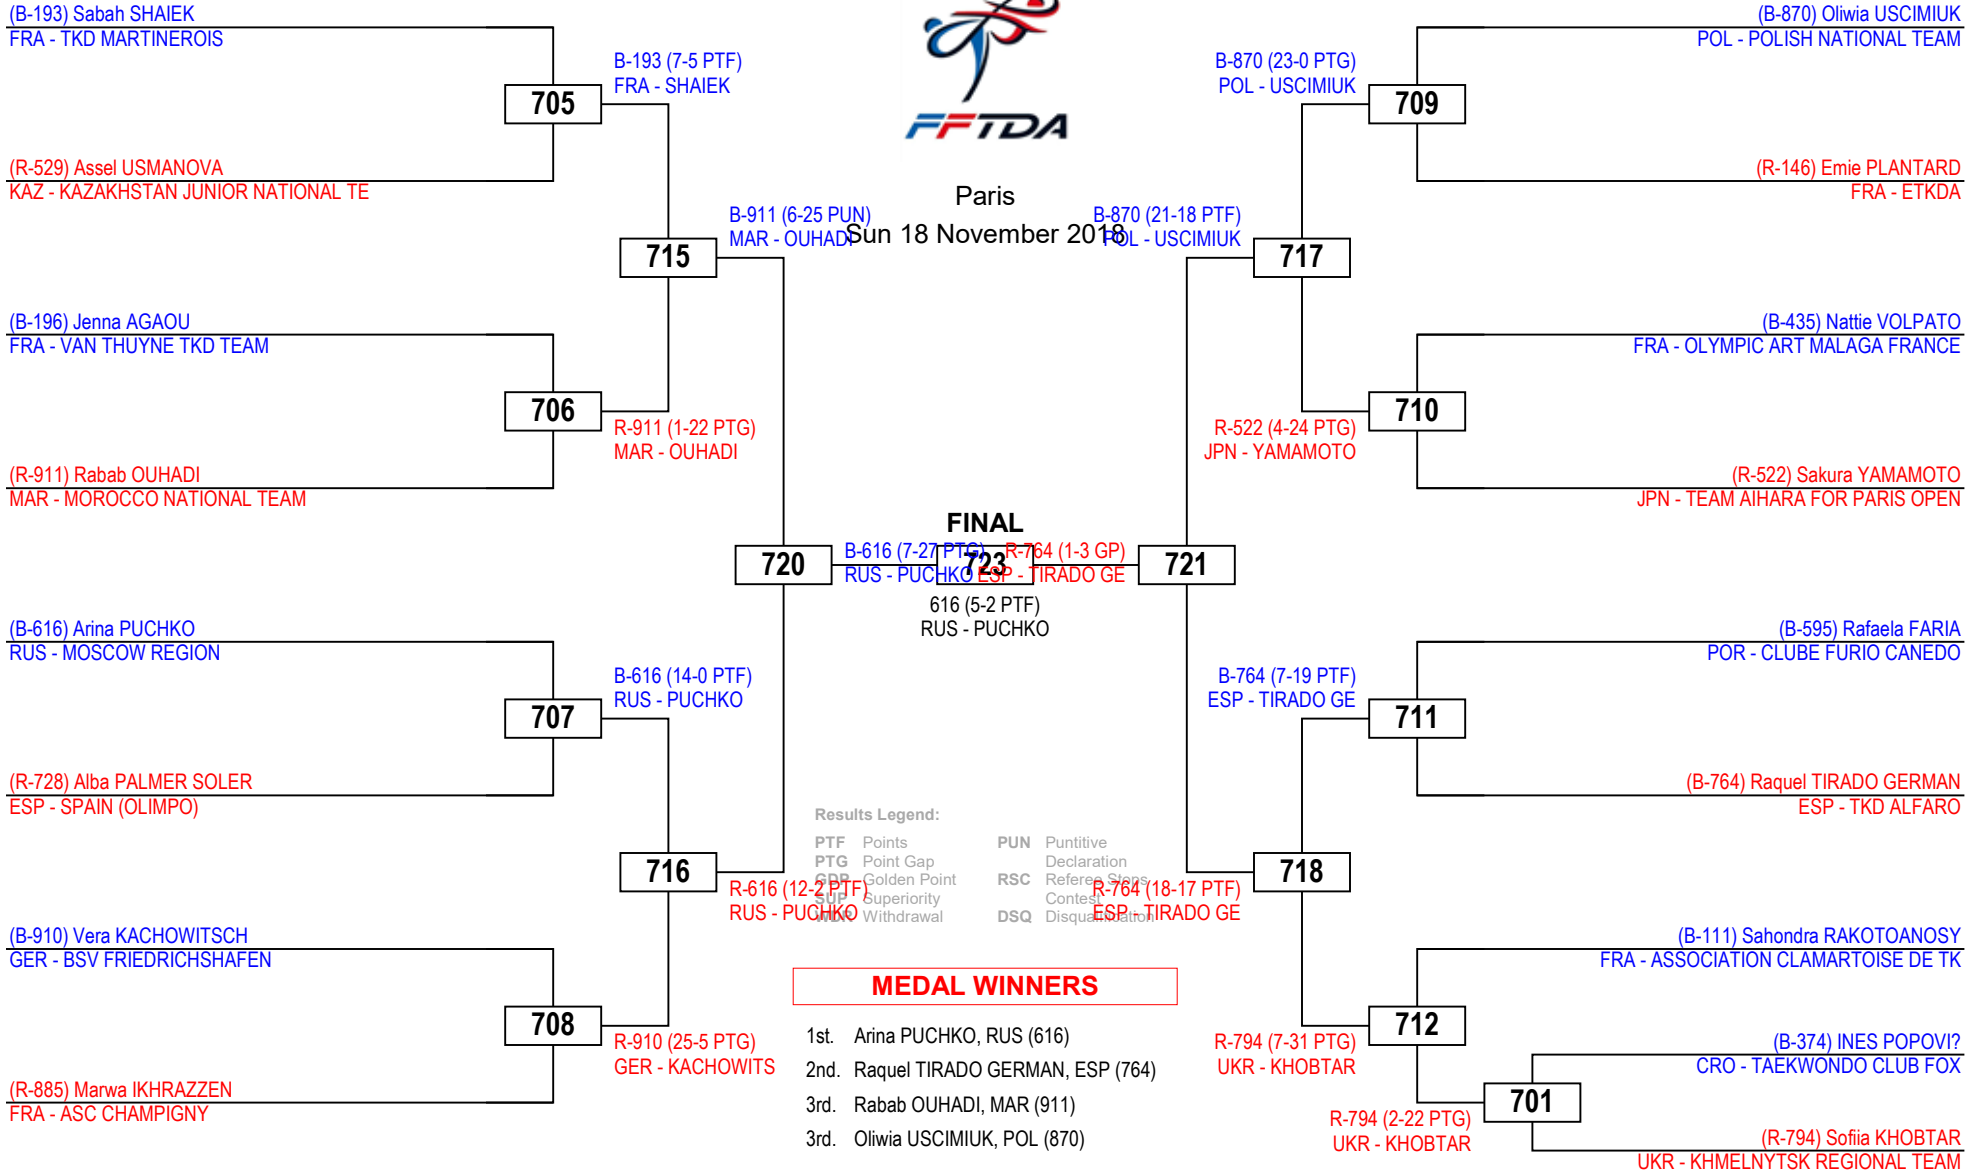 (B-193) Sabah SHAIEK
FRA - TKD MARTINEROIS
(R-529) Assel USMANOVA
KAZ - KAZAKHSTAN JUNIOR NATIONAL TE
(B-196) Jenna AGAOU
FRA - VAN THUYNE TKD TEAM
(R-911) Rabab OUHADI
MAR - MOROCCO NATIONAL TEAM
(B-616) Arina PUCHKO
RUS - MOSCOW REGION
(R-728) Alba PALMER SOLER
ESP - SPAIN (OLIMPO)
(B-910) Vera KACHOWITSCH
GER - BSV FRIEDRICHSHAFEN
(R-885) Marwa IKHRAZZEN
FRA - ASC CHAMPIGNY
705
B-193 (7-5 PTF)
FRA - SHAIEK
706
R-911 (1-22 PTG)
MAR - OUHADI
707
B-616 (14-0 PTF)
RUS - PUCHKO
708
R-910 (25-5 PTG)
GER - KACHOWITS
715
B-911 (6-25 PUN)
MAR - OUHADI
716
R-616 (12-2 PTF)
RUS - PUCHKO
720
B-616 (7-27 PTG)
RUS - PUCHKO
FFTDA
Paris
Sun 18 November 2018
FINAL
723
616 (5-2 PTF)
RUS - PUCHKO
R-764 (1-3 GP)
ESP - TIRADO GE
721
B-870 (21-18 PTF)
POL - USCIMIUK
717
R-764 (18-17 PTF)
ESP - TIRADO GE
718
B-870 (23-0 PTG)
POL - USCIMIUK
709
R-522 (4-24 PTG)
JPN - YAMAMOTO
710
B-764 (7-19 PTF)
ESP - TIRADO GE
711
R-794 (7-31 PTG)
UKR - KHOBTAR
712
R-794 (2-22 PTG)
UKR - KHOBTAR
701
(B-870) Oliwia USCIMIUK
POL - POLISH NATIONAL TEAM
(R-146) Emie PLANTARD
FRA - ETKDA
(B-435) Nattie VOLPATO
FRA - OLYMPIC ART MALAGA FRANCE
(R-522) Sakura YAMAMOTO
JPN - TEAM AIHARA FOR PARIS OPEN
(B-595) Rafaela FARIA
POR - CLUBE FURIO CANEDO
(B-764) Raquel TIRADO GERMAN
ESP - TKD ALFARO
(B-111) Sahondra RAKOTOANOSY
FRA - ASSOCIATION CLAMARTOISE DE TK
(B-374) INES POPOVI?
CRO - TAEKWONDO CLUB FOX
(R-794) Sofiia KHOBTAR
UKR - KHMELNYTSK REGIONAL TEAM
Results Legend:
PTF Points
PTG Point Gap
GDP Golden Point
SUP Superiority
WDR Withdrawal
PUN Puntitive
Declaration
RSC Referee Stops
Contest
DSQ Disqualification
MEDAL WINNERS
1st. Arina PUCHKO, RUS (616)
2nd. Raquel TIRADO GERMAN, ESP (764)
3rd. Rabab OUHADI, MAR (911)
3rd. Oliwia USCIMIUK, POL (870)